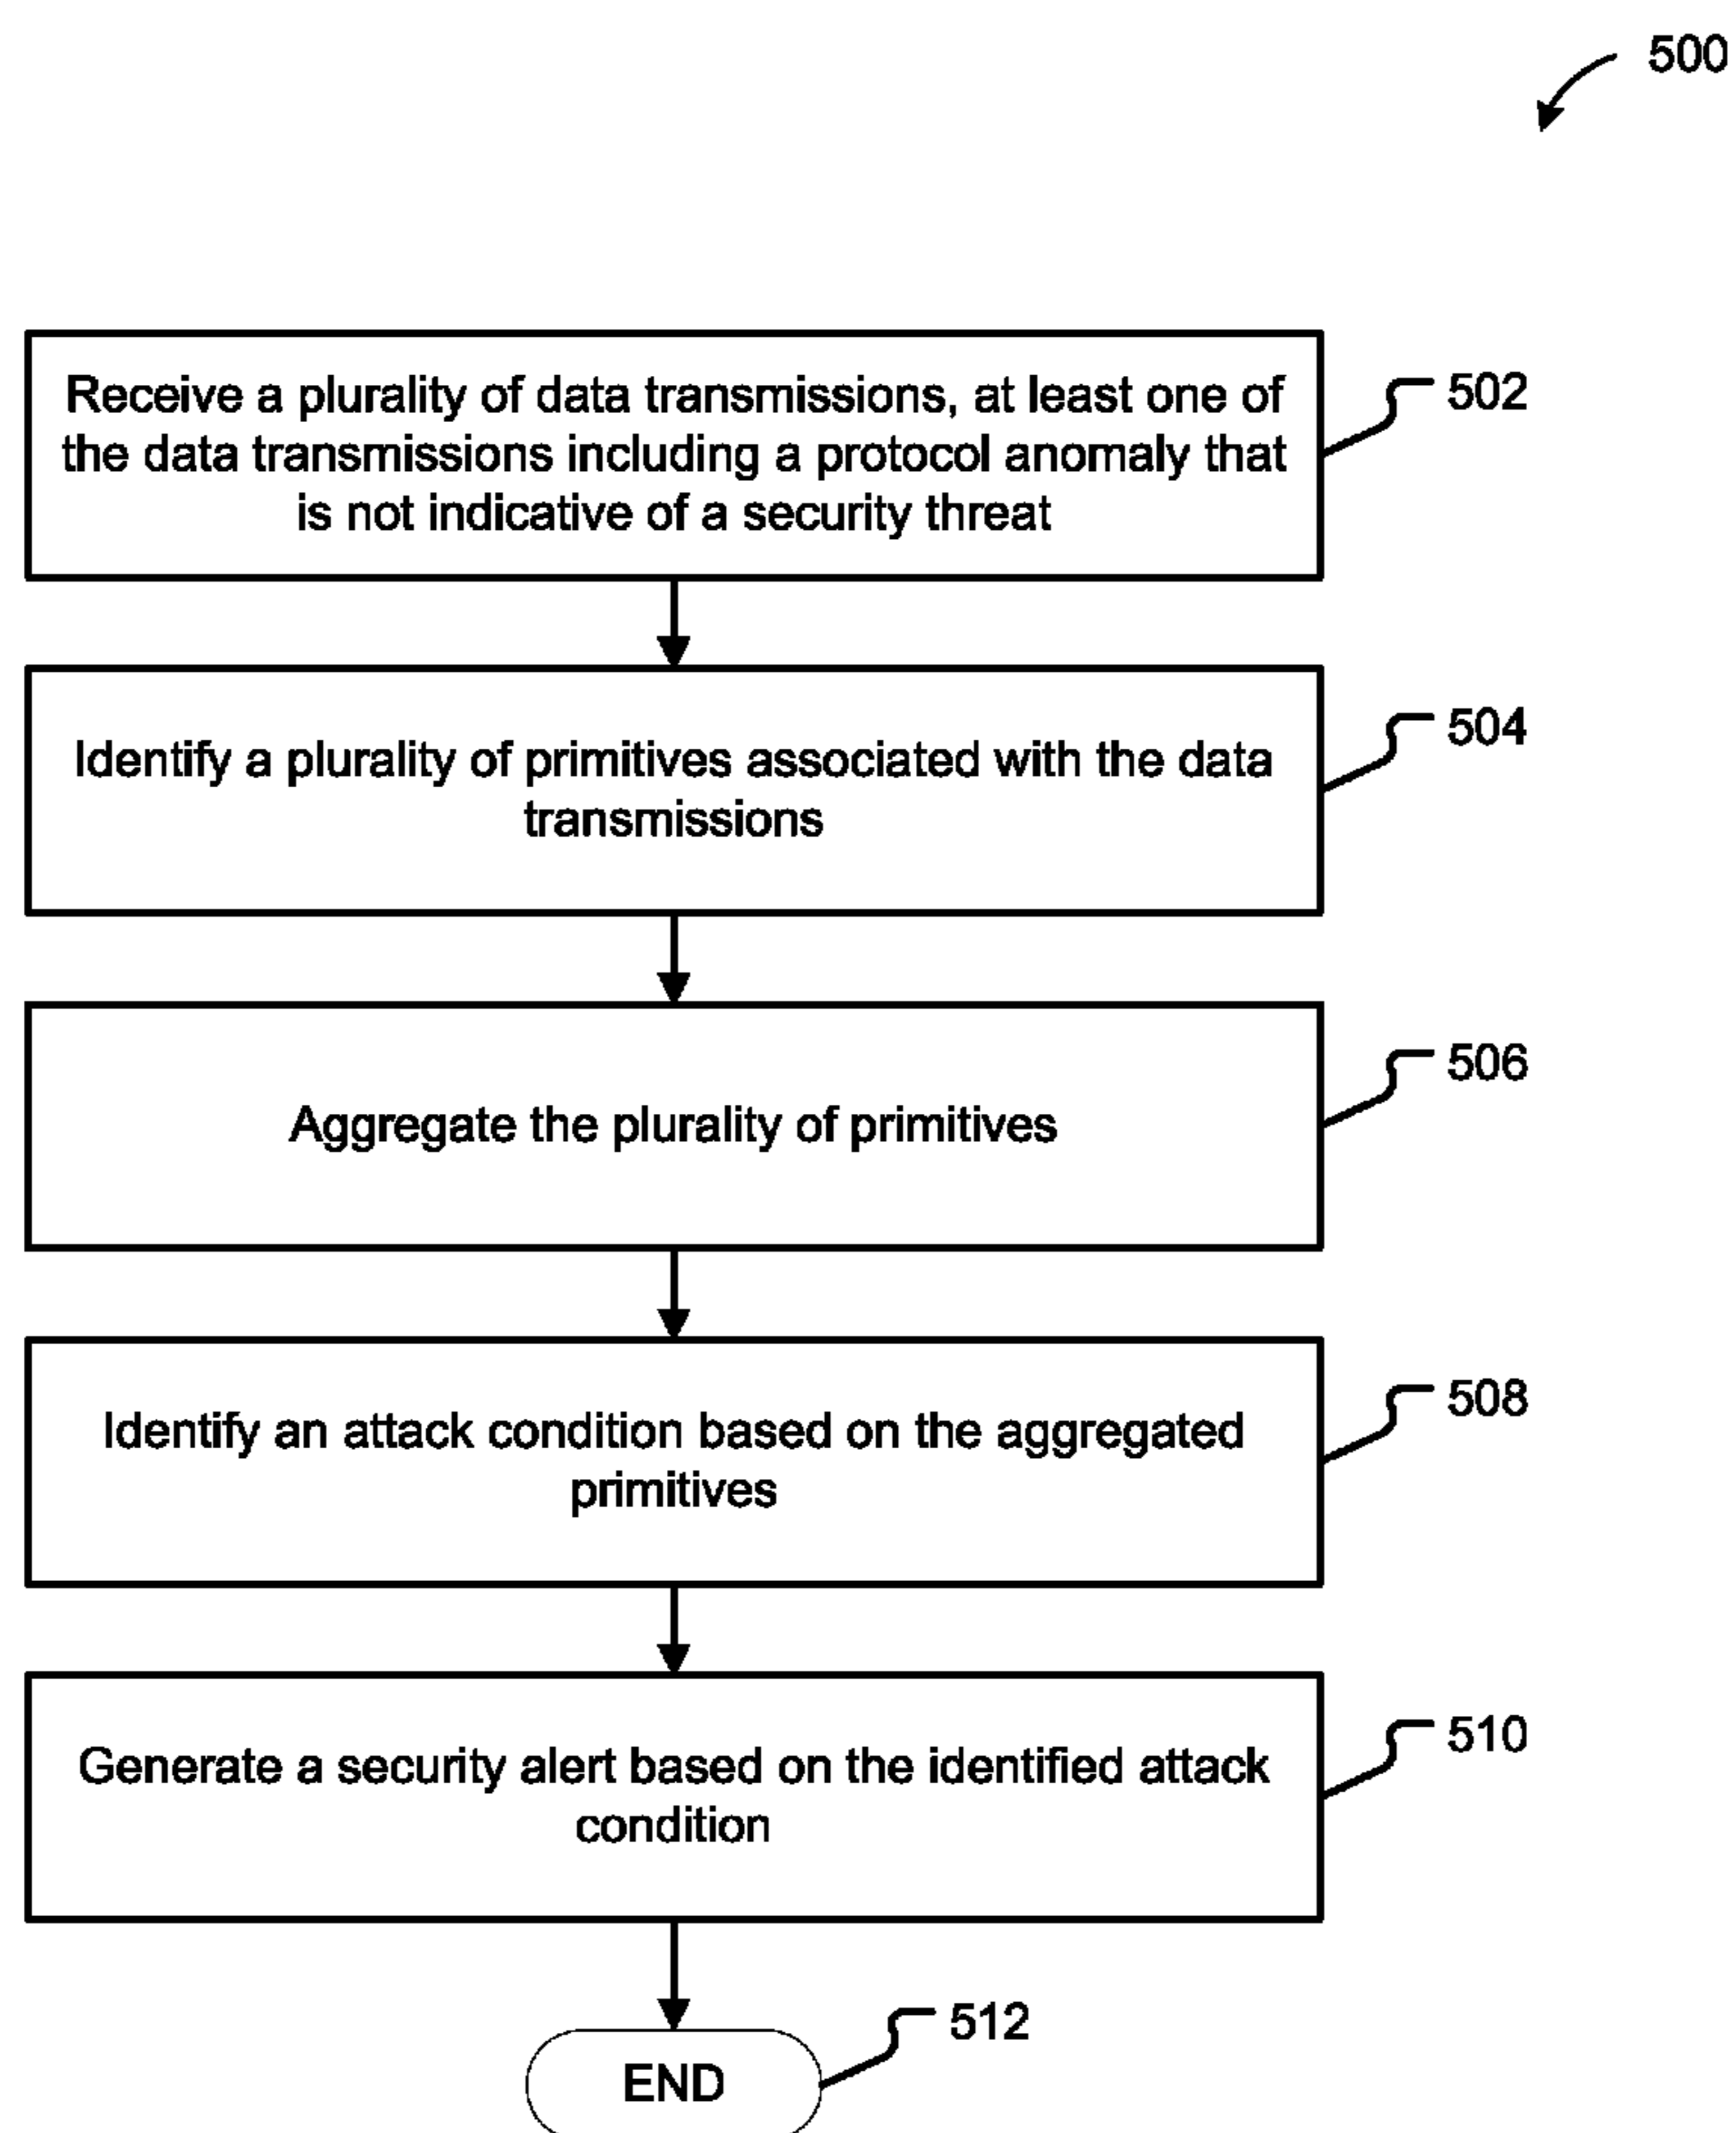 500
Receive a plurality of data transmissions, at least one of
the data transmissions including a protocol anomaly that
is not indicative of a security threat
502
Identify a plurality of primitives associated with the data
transmissions
504
Aggregate the plurality of primitives
506
Identify an attack condition based on the aggregated
primitives
508
Generate a security alert based on the identified attack
condition
510
END
512